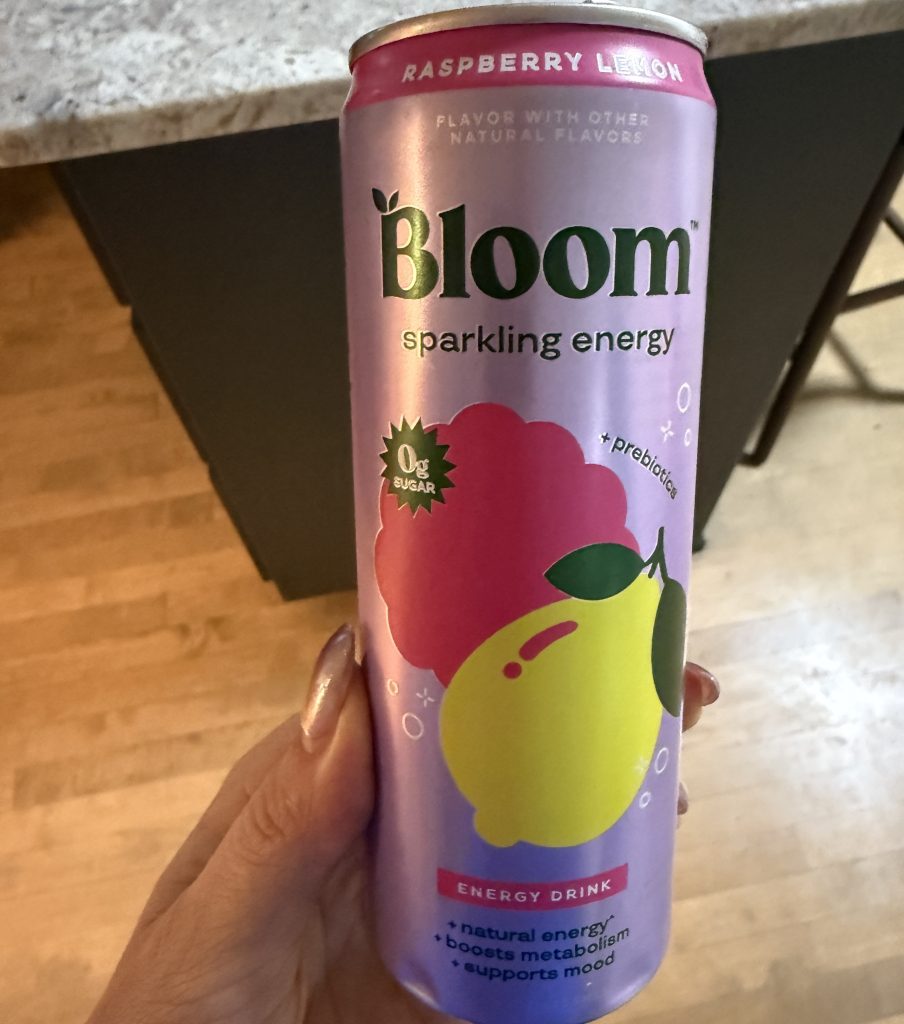 RASPBERRY LEMON
FLAVOR WITH OTHER
NATURAL FLAVORS
Bloom™
sparkling energy
0g
SUGAR
+ prebiotics
ENERGY DRINK
+ natural energy^
+ boosts metabolism
+ supports mood